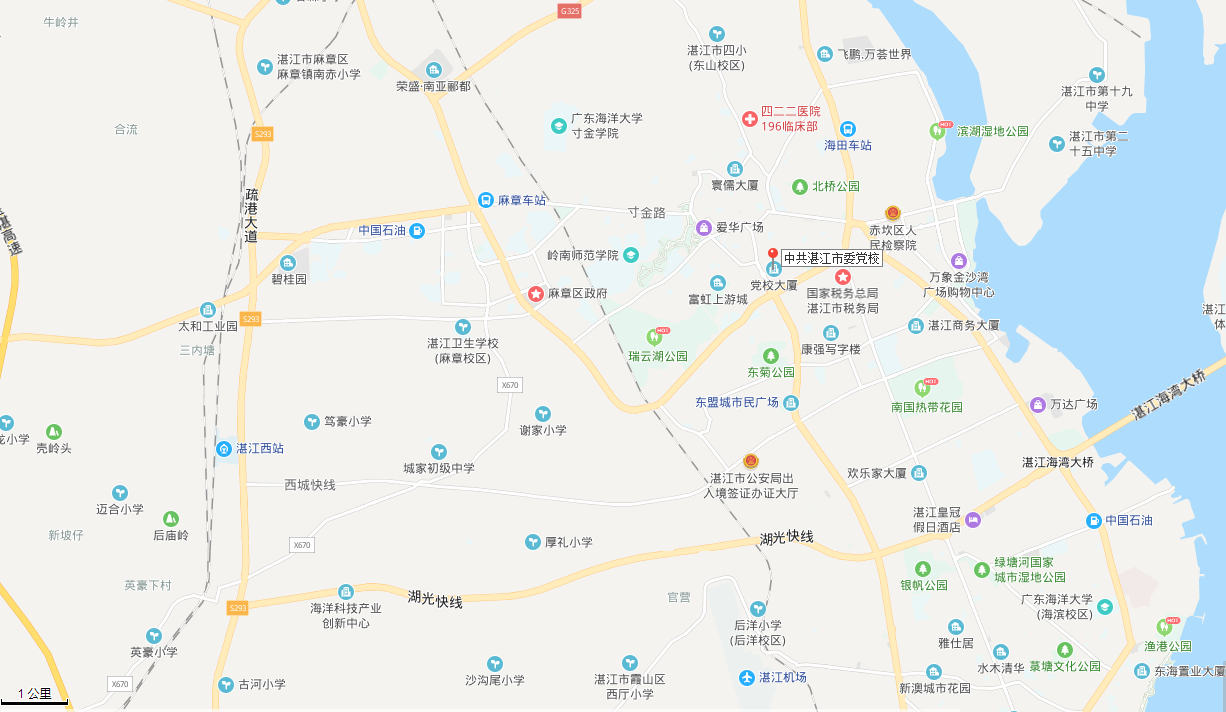 G325
牛岭井
湛江市四小
(东山校区)
飞鹏.万荟世界
湛江市麻章区
麻章镇南赤小学
荣盛·南亚郦都
湛江市第十九
中学
四二二医院
196临床部
HOT
滨湖湿地公园
广东海洋大学
寸金学院
合流
S293
海田车站
湛江市第二
十五中学
寰儒大厦
北桥公园
疏港大道
麻章车站
寸金路
爱华广场
赤坎区人
民检察院
湛高速
中国石油
岭南师范学院
中共湛江市委党校
碧桂园
党校大厦
万象金沙湾
广场购物中心
麻章区政府
富虹上游城
国家税务总局
湛江市税务局
太和工业园
S293
湛江卫生学校
(麻章校区)
HOT
瑞云湖公园
康强写字楼
湛江商务大厦
湛江
体
三内塘
东菊公园
X670
HOT
南国热带花园
湛江海湾大桥
东盟城市民广场
万达广场
笃豪小学
谢家小学
龙小学
壳岭头
湛江西站
城家初级中学
湛江市公安局出
入境签证办证大厅
欢乐家大厦
湛江海湾大桥
西城快线
迈合小学
后庙岭
湛江皇冠
假日酒店
中国石油
新坡仔
X670
厚礼小学
湖光快线
英豪下村
银帆公园
绿塘河国家
城市湿地公园
S293
海洋科技产业
创新中心
湖光快线
官营
广东海洋大学
(海滨校区)
后洋小学
(后洋校区)
英豪小学
雅仕居
HOT
渔港公园
水木清华
菉塘文化公园
X670
古河小学
沙沟尾小学
湛江市霞山区
西厅小学
湛江机场
新澳城市花园
东海置业大厦
1 公里